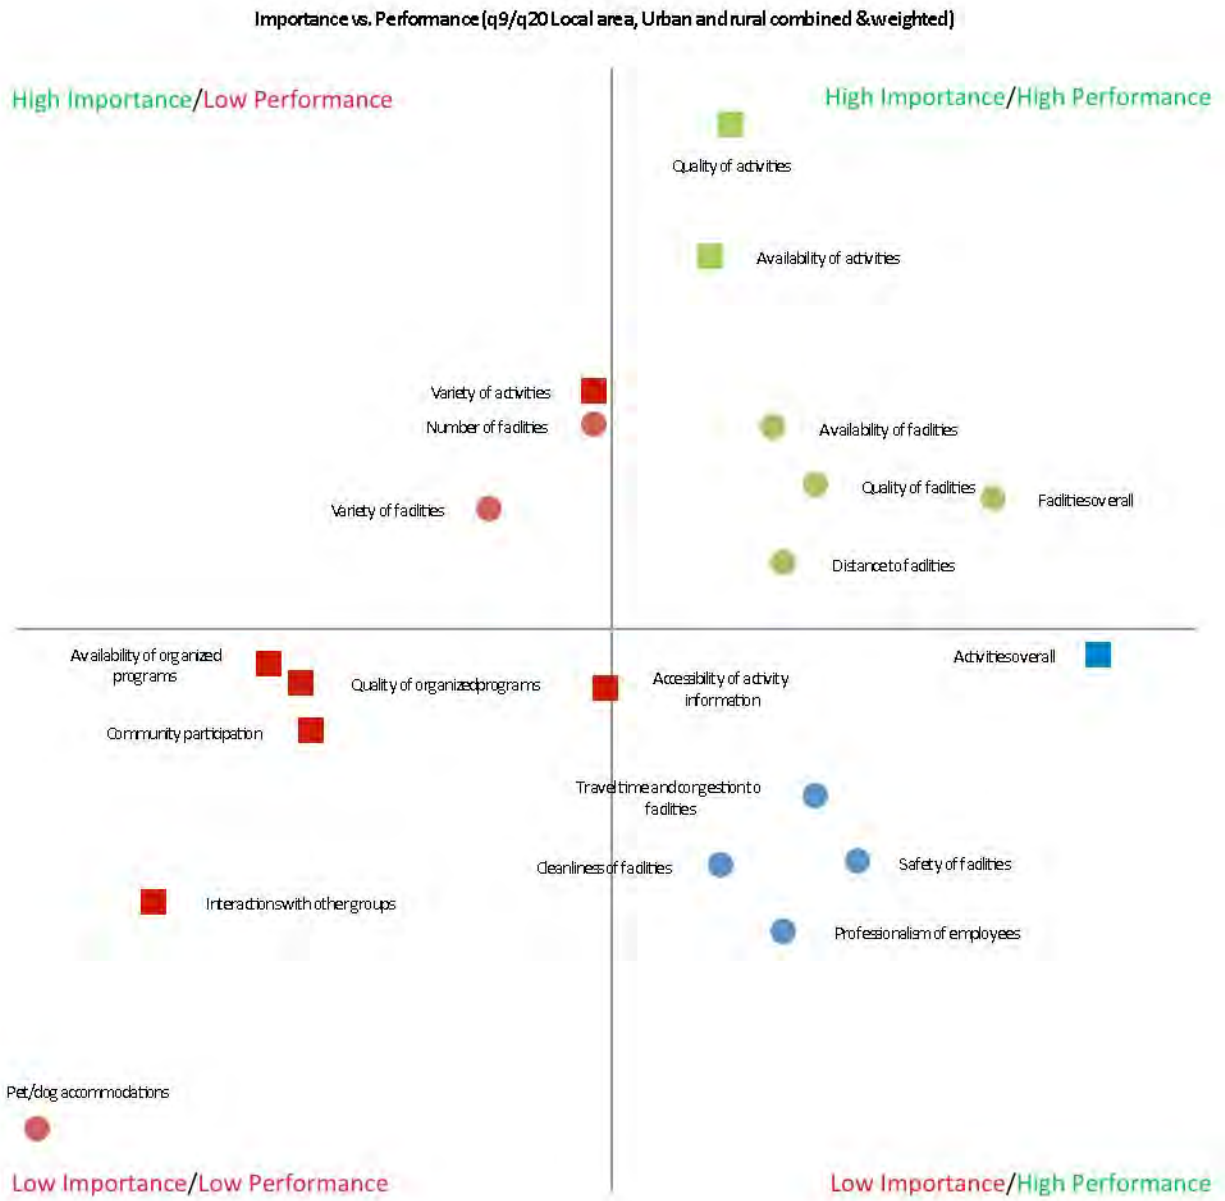 Importance vs. Performance (q9/q20 Local area, Urban and rural combined & weighted)
High Importance/Low Performance
High Importance/High Performance
Quality of activities
Availability of activities
Variety of activities
Number of facilities
Availability of facilities
Quality of facilities
Facilities overall
Variety of facilities
Distance to facilities
Availability of organized
programs
Quality of organized programs
Accessibility of activity
information
Activities overall
Community participation
Travel time and congestion to
facilities
Cleanliness of facilities
Safety of facilities
Interactions with other groups
Professionalism of employees
Pet/dog accommodations
Low Importance/Low Performance
Low Importance/High Performance